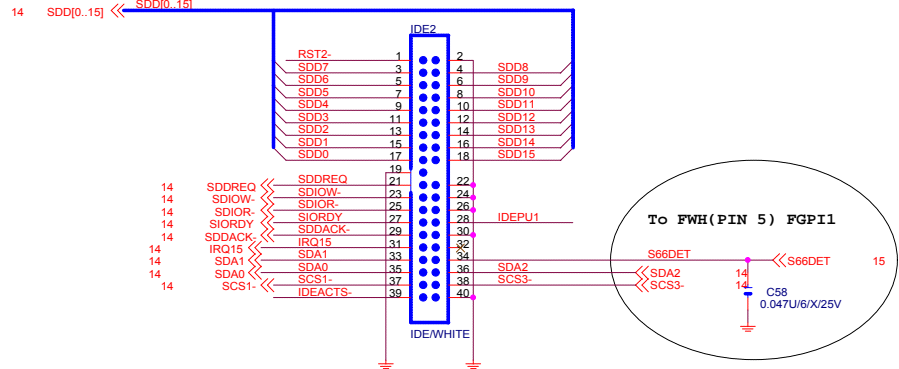 SDD[0..15]
14 SDD[0..15]
IDE2
RST2- 1 2
SDD7 3 4 SDD8
SDD6 5 6 SDD9
SDD5 7 8 SDD10
SDD4 9 10 SDD11
SDD3 11 12 SDD12
SDD2 13 14 SDD13
SDD1 15 16 SDD14
SDD0 17 18 SDD15
19
14 SDDREQ SDDREQ 21 22
14 SDIOW- SDIOW- 23 24
14 SDIOR- SDIOR- 25 26
14 SIORDY SIORDY 27 28 IDEPU1
14 SDDACK- SDDACK- 29 30
14 IRQ15 IRQ15 31 32
14 SDA1 SDA1 33 34 S66DET S66DET 15
14 SDA0 SDA0 35 36 SDA2 SDA2 14
14 SCS1- SCS1- 37 38 SCS3- SCS3- 14
IDEACTS- 39 40
IDE/WHITE
To FWH(PIN 5) FGPI1
C58
0.047U/6/X/25V